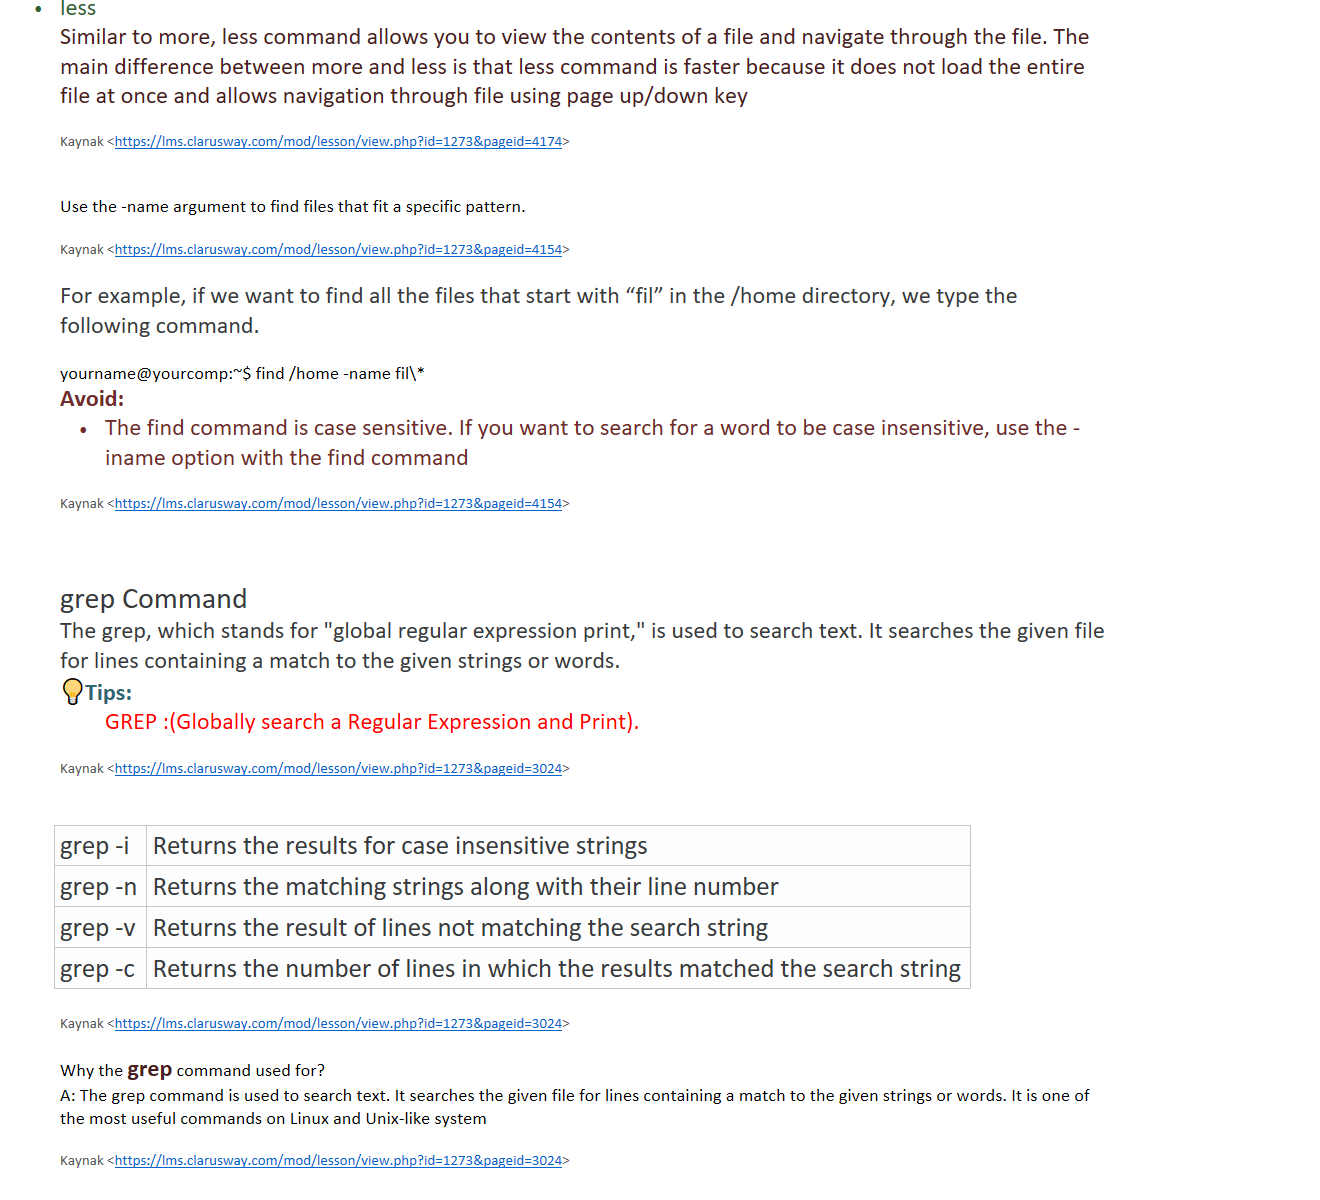 • less
Similar to more, less command allows you to view the contents of a file and navigate through the file. The
main difference between more and less is that less command is faster because it does not load the entire
file at once and allows navigation through file using page up/down key
Kaynak <https://lms.clarusway.com/mod/lesson/view.php?id=1273&pageid=4174>
Use the -name argument to find files that fit a specific pattern.
Kaynak <https://lms.clarusway.com/mod/lesson/view.php?id=1273&pageid=4154>
For example, if we want to find all the files that start with “fil” in the /home directory, we type the
following command.
yourname@yourcomp:~$ find /home -name fil\*
Avoid:
• The find command is case sensitive. If you want to search for a word to be case insensitive, use the -
iname option with the find command
Kaynak <https://lms.clarusway.com/mod/lesson/view.php?id=1273&pageid=4154>
grep Command
The grep, which stands for "global regular expression print," is used to search text. It searches the given file
for lines containing a match to the given strings or words.
Tips:
GREP :(Globally search a Regular Expression and Print).
Kaynak <https://lms.clarusway.com/mod/lesson/view.php?id=1273&pageid=3024>
grep -i Returns the results for case insensitive strings
grep -n Returns the matching strings along with their line number
grep -v Returns the result of lines not matching the search string
grep -c Returns the number of lines in which the results matched the search string
Kaynak <https://lms.clarusway.com/mod/lesson/view.php?id=1273&pageid=3024>
Why the grep command used for?
A: The grep command is used to search text. It searches the given file for lines containing a match to the given strings or words. It is one of
the most useful commands on Linux and Unix-like system
Kaynak <https://lms.clarusway.com/mod/lesson/view.php?id=1273&pageid=3024>